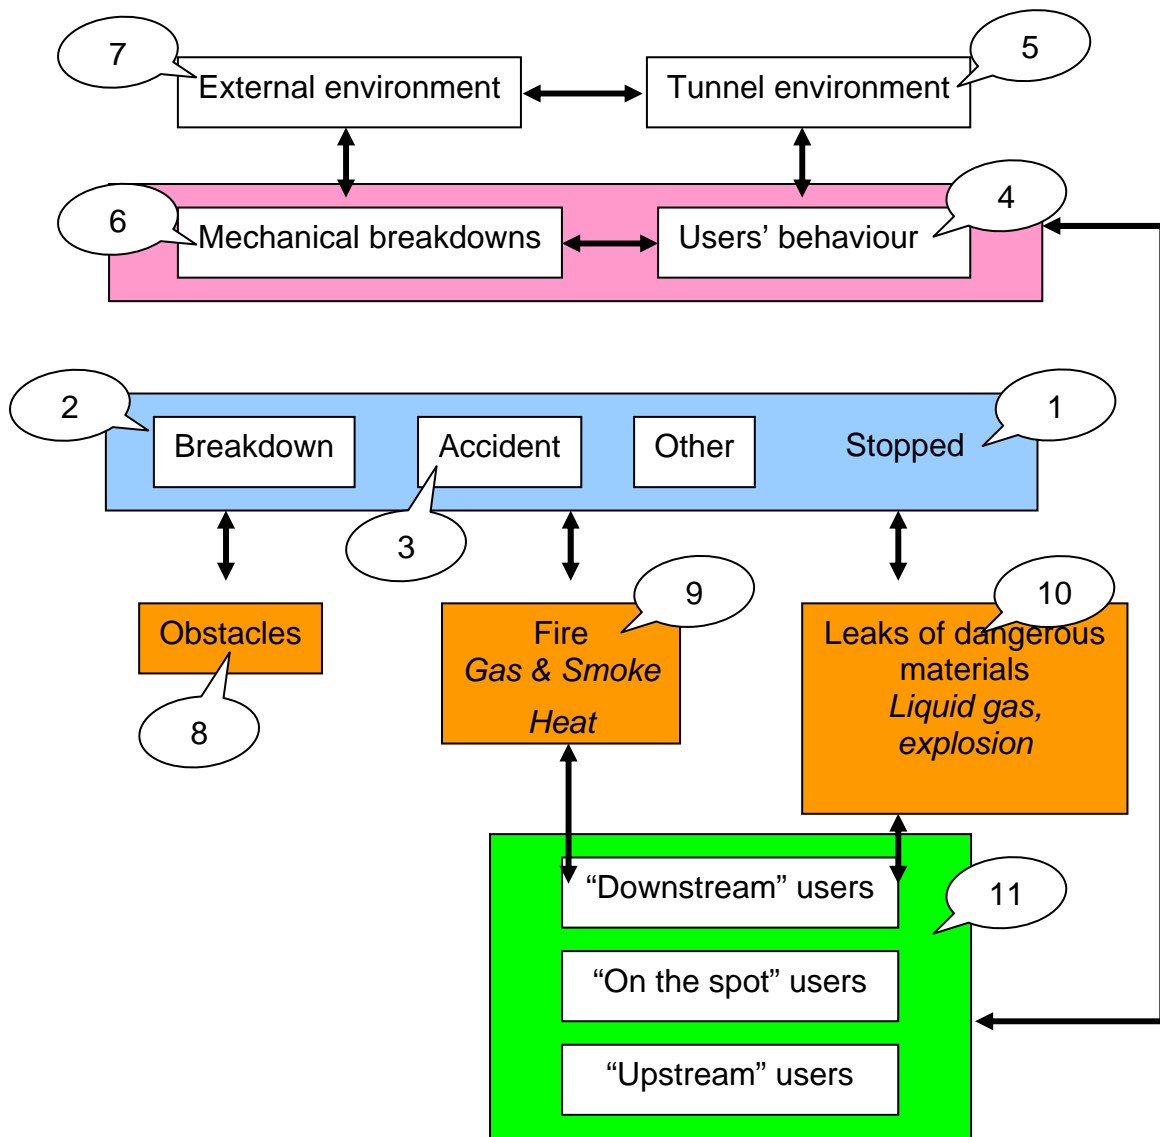 7
5
External environment
Tunnel environment
6
4
Mechanical breakdowns
Users’ behaviour
2
1
Breakdown
Accident
Other
Stopped
3
9
10
Obstacles
Fire
Gas & Smoke
Heat
Leaks of dangerous
materials
Liquid gas,
explosion
8
“Downstream” users
11
“On the spot” users
“Upstream” users